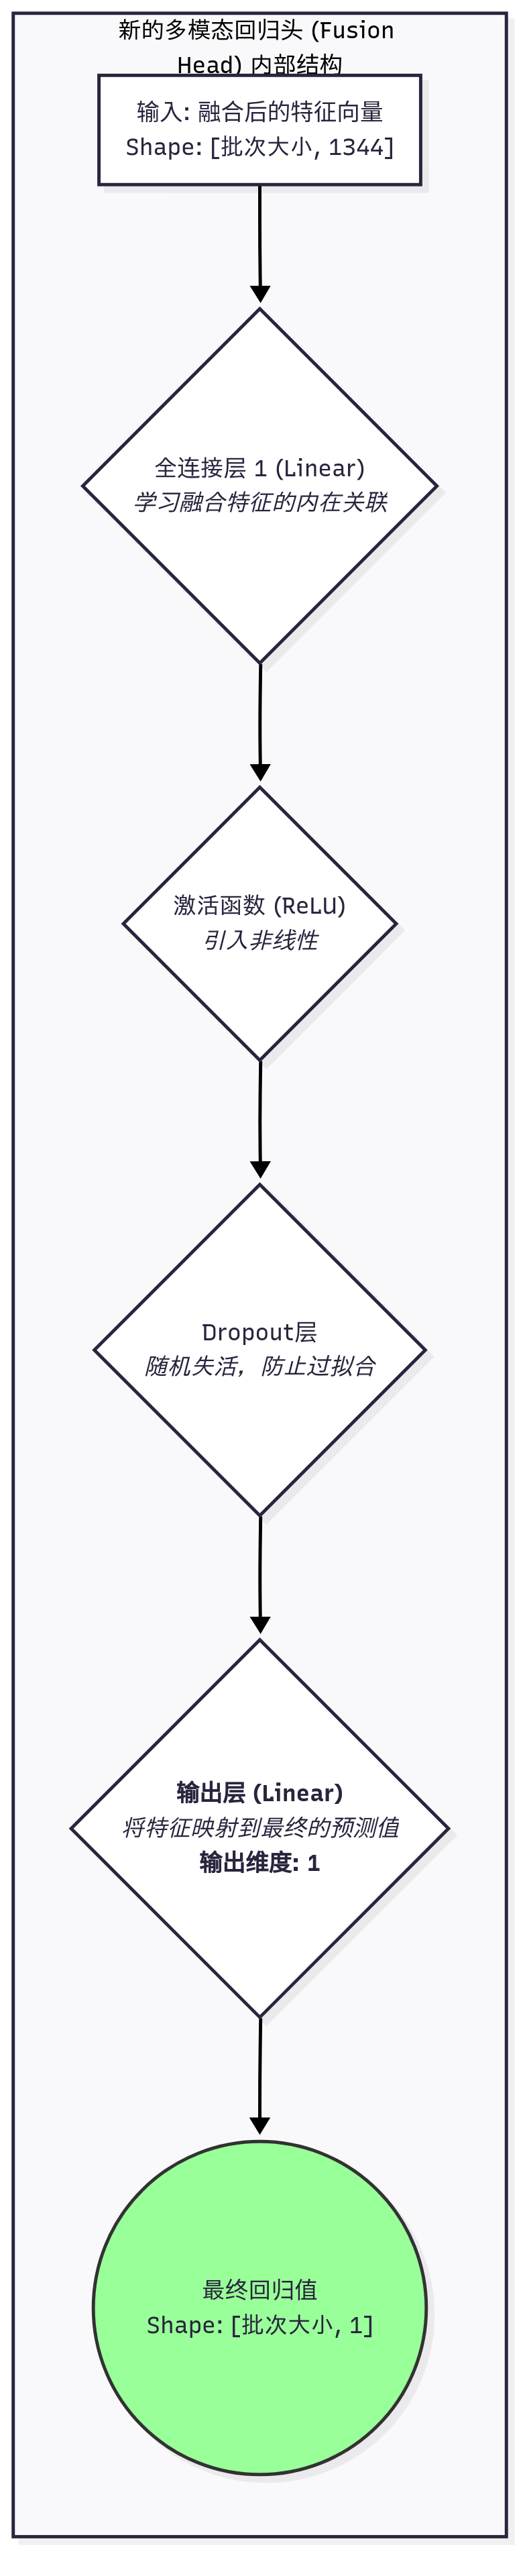 新的多模态回归头 (Fusion
Head) 内部结构
输入: 融合后的特征向量
Shape: [批次大小, 1344]
全连接层 1 (Linear)
学习融合特征的内在关联
激活函数 (ReLU)
引入非线性
Dropout层
随机失活，防止过拟合
输出层 (Linear)
将特征映射到最终的预测值
输出维度: 1
最终回归值
Shape: [批次大小, 1]